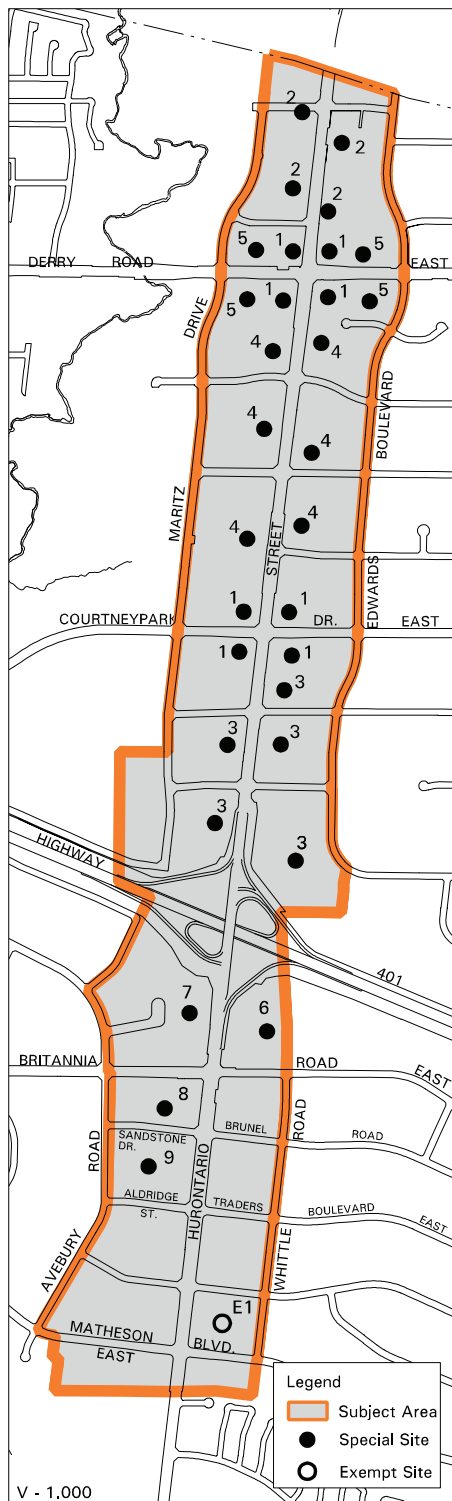 2
2
2
2
5
1
1
5
DERRY ROAD EAST
5
1
1
5
DRIVE
4
4
BOULEVARD
4
4
MARITZ
STREET
4
4
EDWARDS
1
1
COURTNEYPARK DR. EAST
1
1
3
3
3
3
3
HIGHWAY
401
7
6
BRITANNIA ROAD EAST
8
SANDSTONE
DR.
BRUNEL ROAD
ROAD
ROAD
9
HURONTARIO
ALDRIDGE
ST.
TRADERS BOULEVARD EAST
WHITTLE
AVEBURY
E1
MATHESON BLVD.
EAST
Legend
Subject Area
Special Site
Exempt Site
V - 1,000